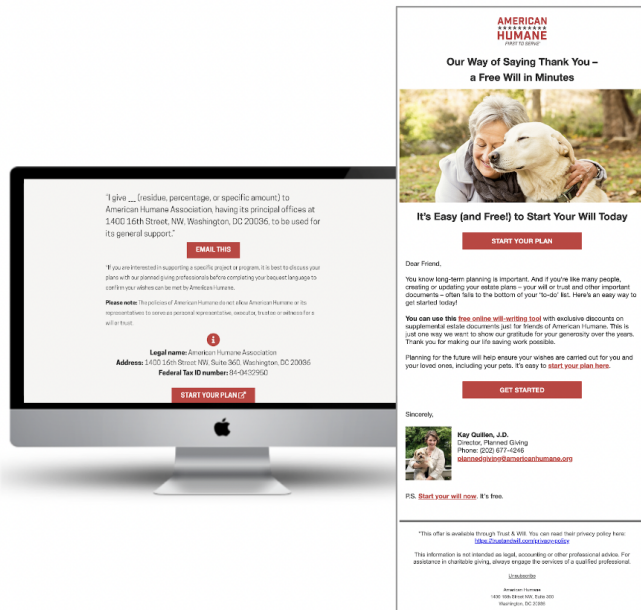 "I give __ (residue, percentage, or specific amount) to
American Humane Association, having its principal offices at
1400 16th Street, NW, Washington, DC 20036, to be used for
its general support."
EMAIL THIS
*If you are interested in supporting a specific project or program, it is best to discuss your
plans with our planned giving professionals before completing your bequest language to
confirm your wishes can be met by American Humane.
Please note: The policies of American Humane do not allow American Humane or its
representatives to serve as personal representative, executor, trustee or witness for a
will or trust.
Legal name: American Humane Association
Address: 1400 16th Street NW, Suite 360, Washington, DC 20036
Federal Tax ID number: 84-0432950
START YOUR PLAN
AMERICAN
HUMANE
FIRST TO SERVE
Our Way of Saying Thank You –
a Free Will in Minutes
It's Easy (and Free!) to Start Your Will Today
START YOUR PLAN
Dear Friend,
You know long-term planning is important. And if you're like many people,
creating or updating your estate plans – your will or trust and other important
documents – often falls to the bottom of your "to-do" list. Here's an easy way to
get started today!
You can use this free online will-writing tool with exclusive discounts on
supplemental estate documents just for friends of American Humane. This is
just one way we want to show our gratitude for your generosity over the years.
Thank you for making our life saving work possible.
Planning for the future will help ensure your wishes are carried out for you and
your loved ones, including your pets. It's easy to start your plan here.
GET STARTED
Sincerely,
Kay Quillen, J.D.
Director, Planned Giving
Phone: (202) 677-4246
plannedgiving@americanhumane.org
P.S. Start your will now. It's free.
*This offer is available through Trust & Will. You can read their privacy policy here:
https://trustandwill.com/privacy-policy
This information is not intended as legal, accounting or other professional advice. For
assistance in charitable giving, always engage the services of a qualified professional.
Unsubscribe
American Humane
1400 16th Street NW, Suite 360
Washington, DC 20036